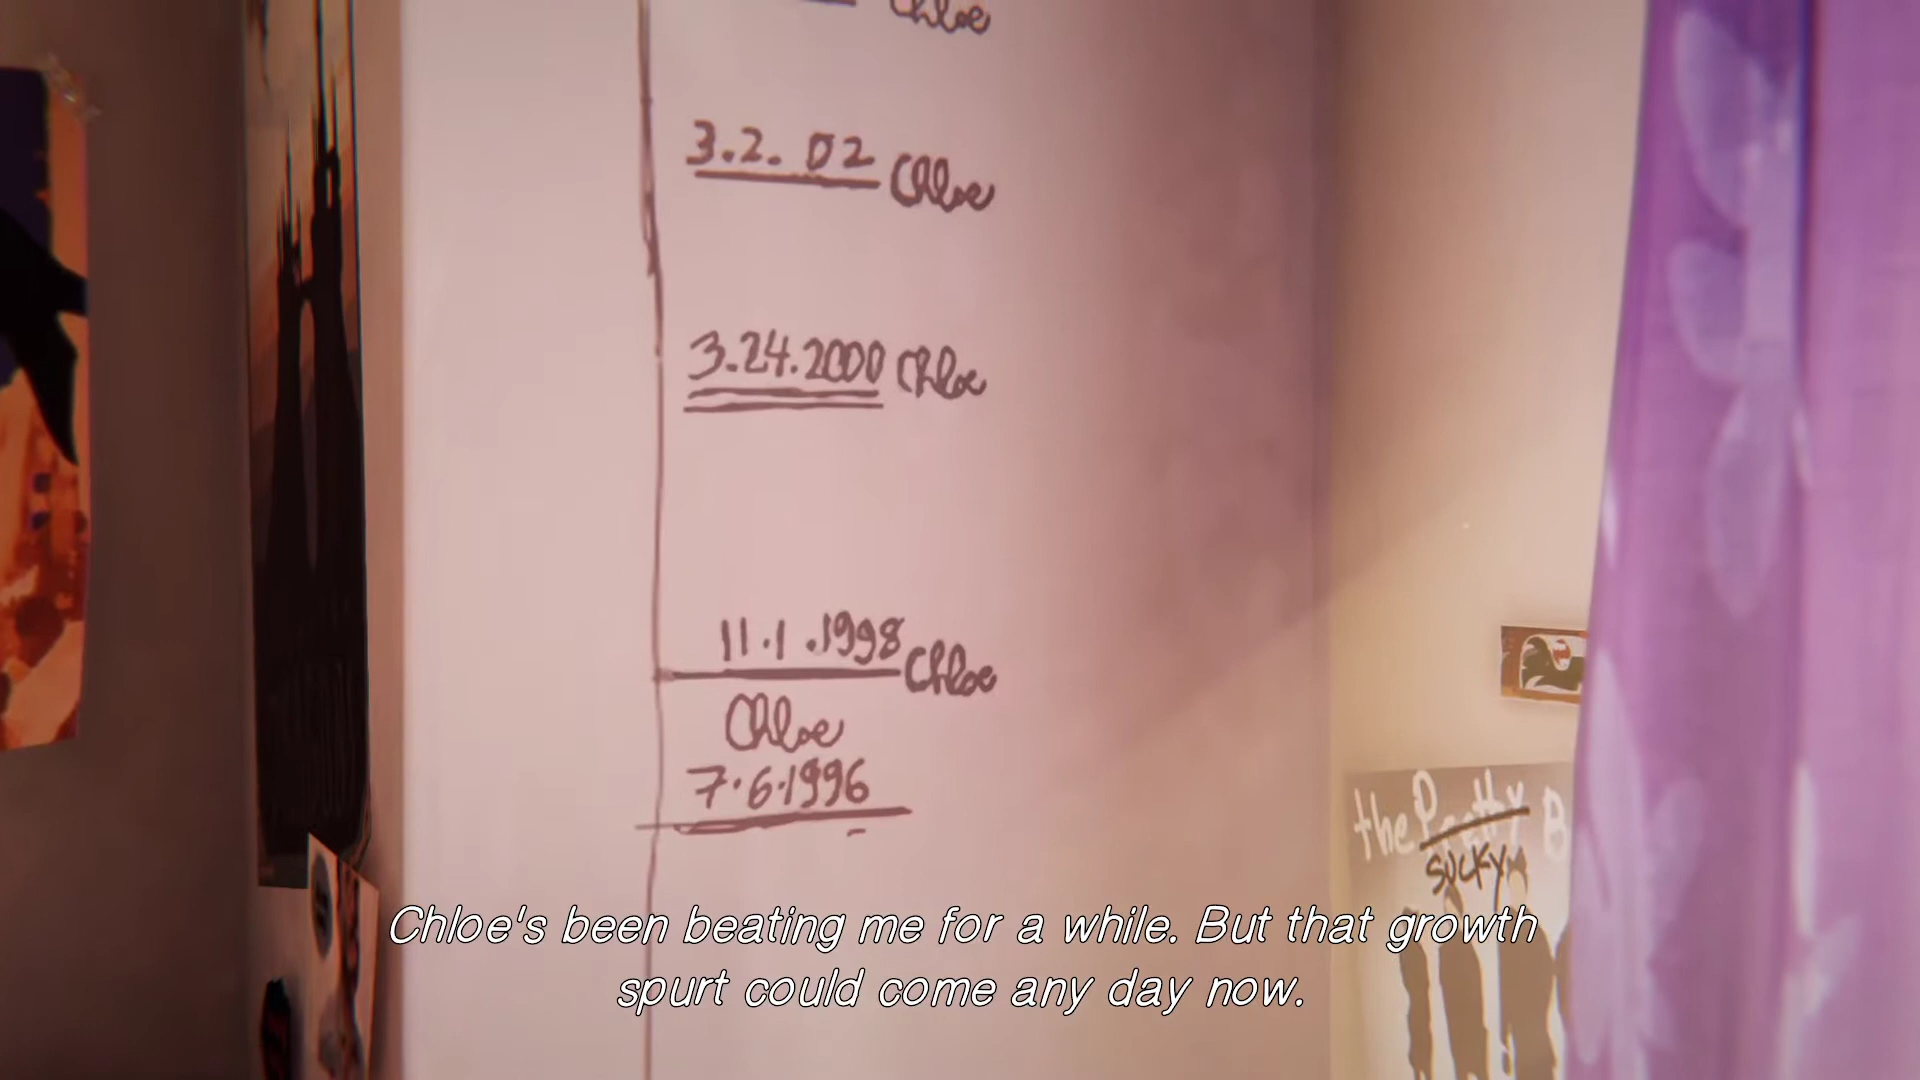 Chloe
3.2.02 Chloe
3.24.2000 Chloe
11.1.1998 Chloe
Chloe
7.6.1996
the Pretty B
SUCKY
Chloe's been beating me for a while. But that growth
spurt could come any day now.